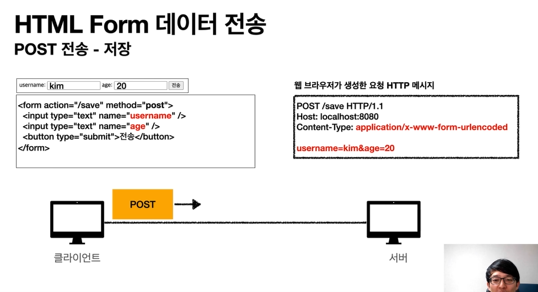 HTML Form 데이터 전송
POST 전송 - 저장
username: kim age: 20 전송
<form action="/save" method="post">
<input type="text" name="username" />
<input type="text" name="age" />
<button type="submit">전송</button>
</form>
웹 브라우저가 생성한 요청 HTTP 메시지
POST /save HTTP/1.1
Host: localhost:8080
Content-Type: application/x-www-form-urlencoded
username=kim&age=20
POST
클라이언트
서버